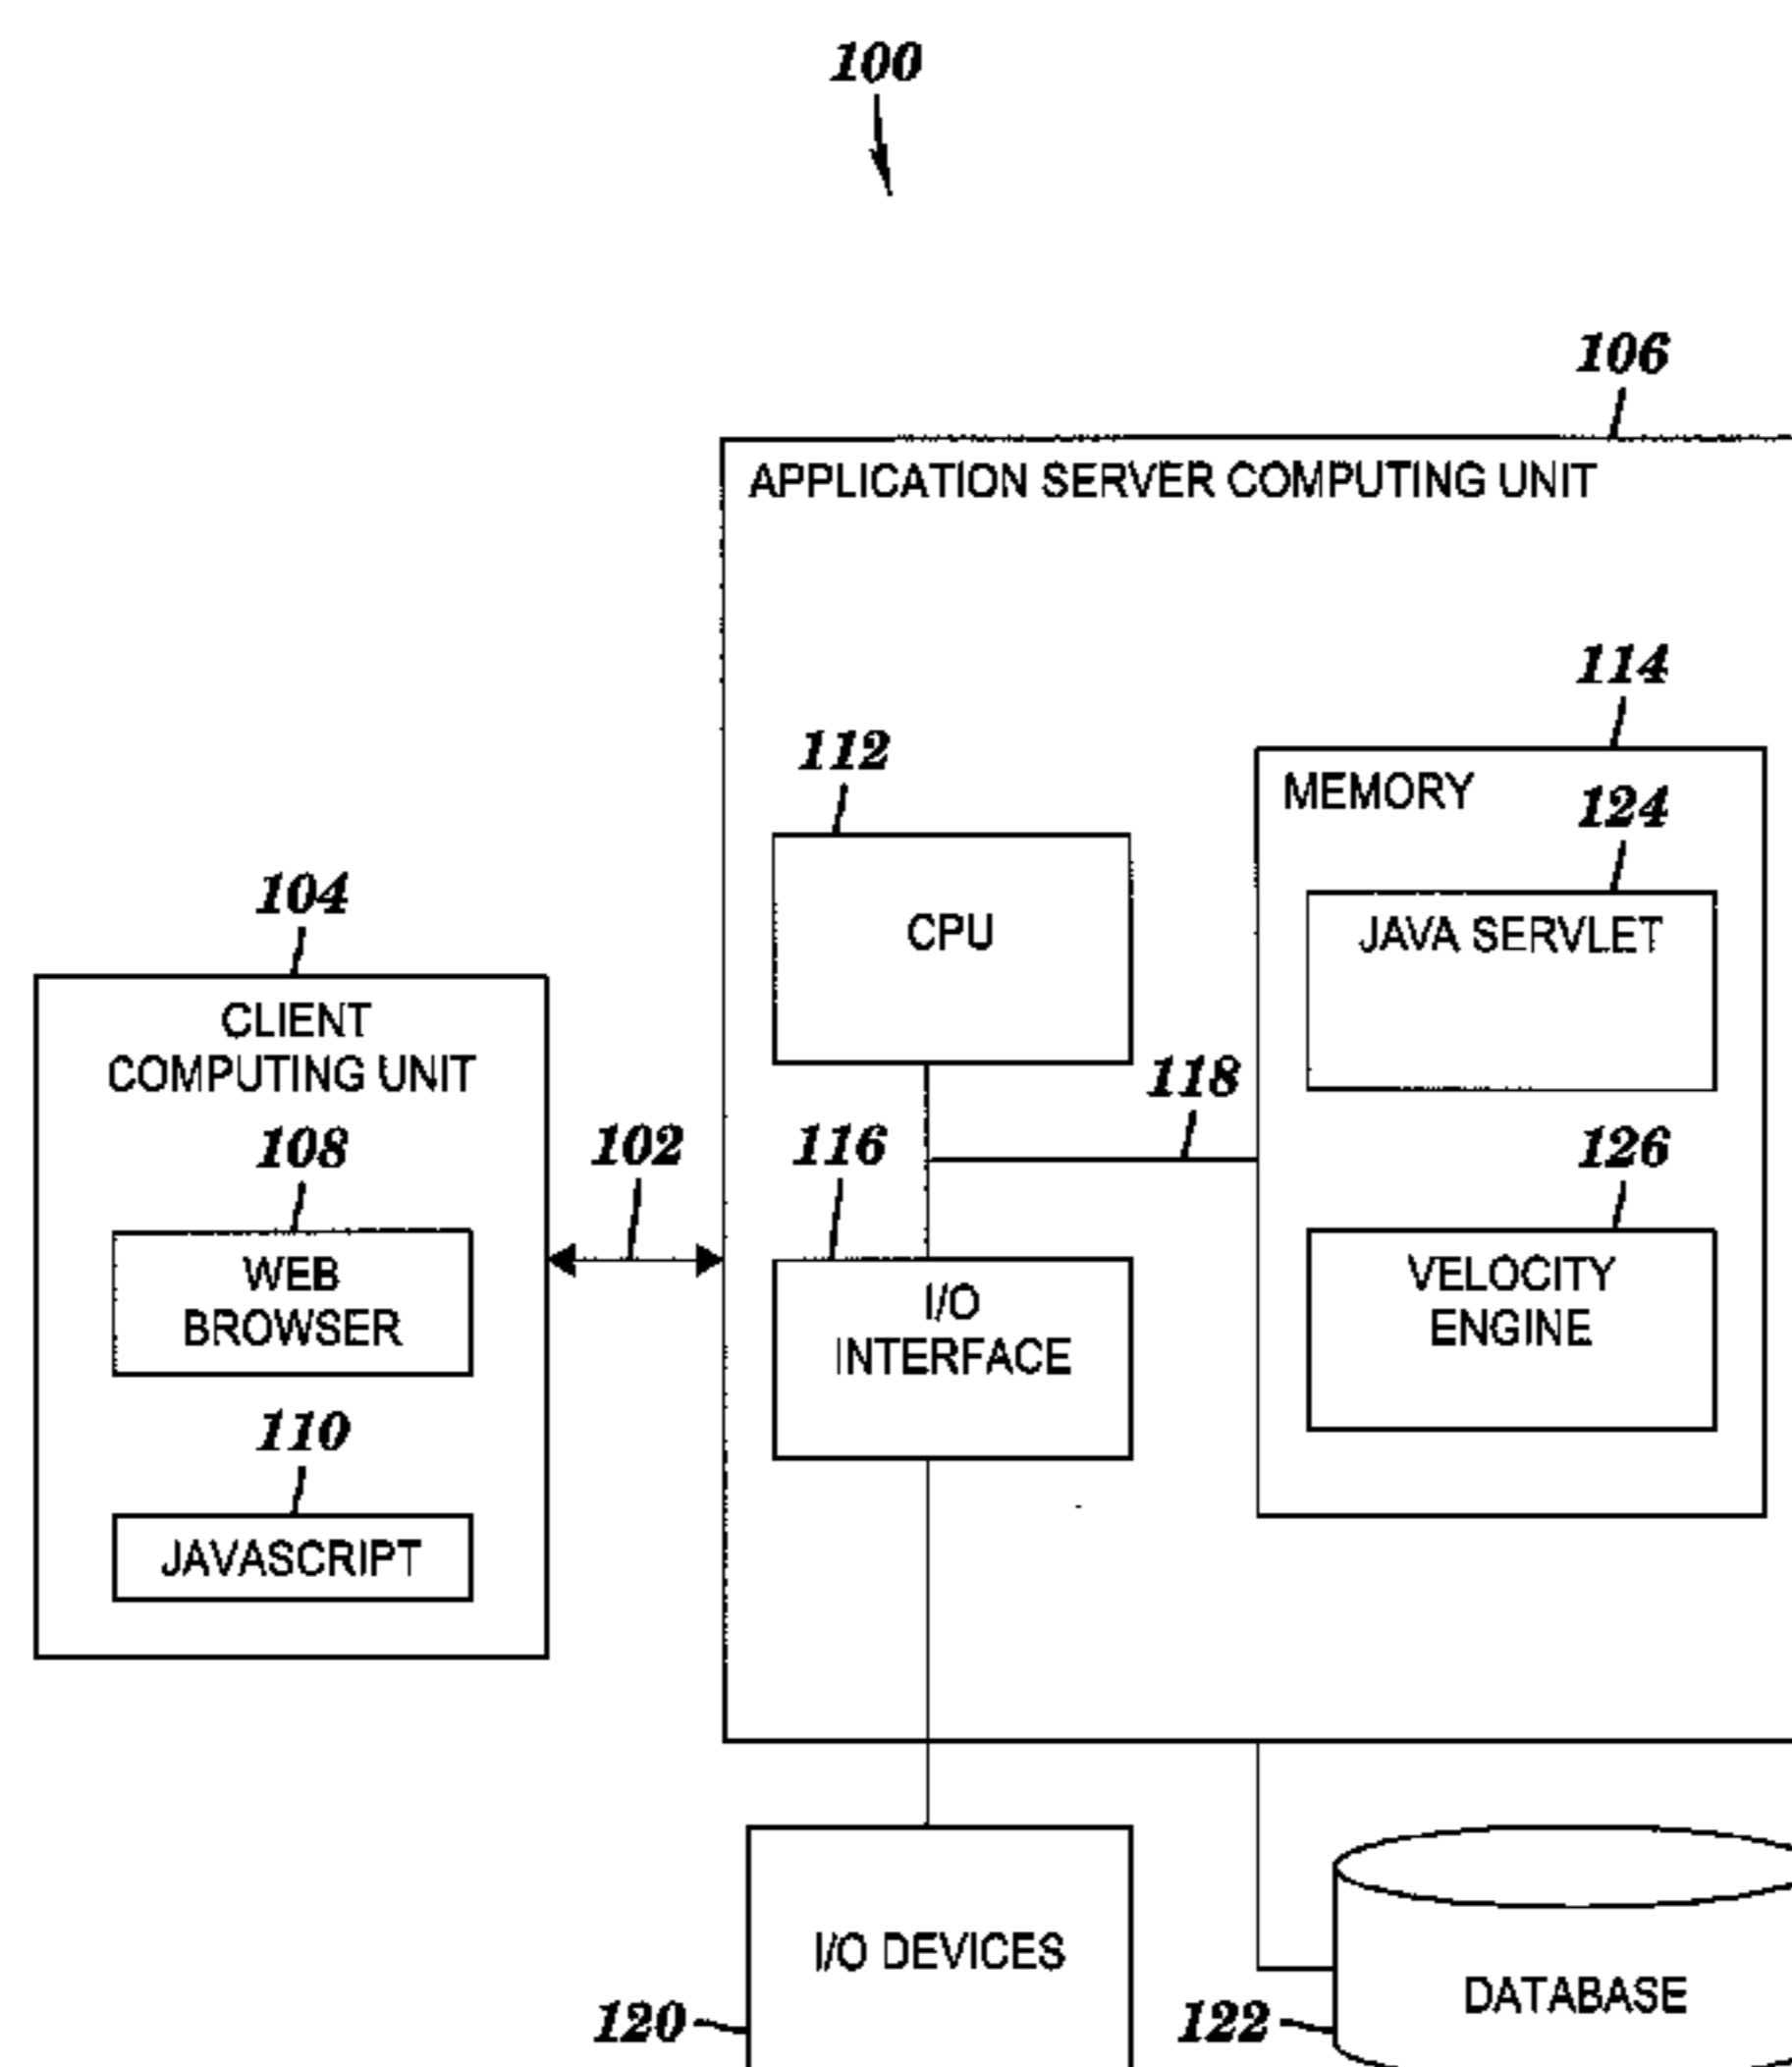 100
106
APPLICATION SERVER COMPUTING UNIT
114
MEMORY
112
124
CPU
JAVA SERVLET
104
CLIENT
COMPUTING UNIT
118
108
102
116
126
WEB
BROWSER
I/O
INTERFACE
VELOCITY
ENGINE
110
JAVASCRIPT
I/O DEVICES
DATABASE
120
122